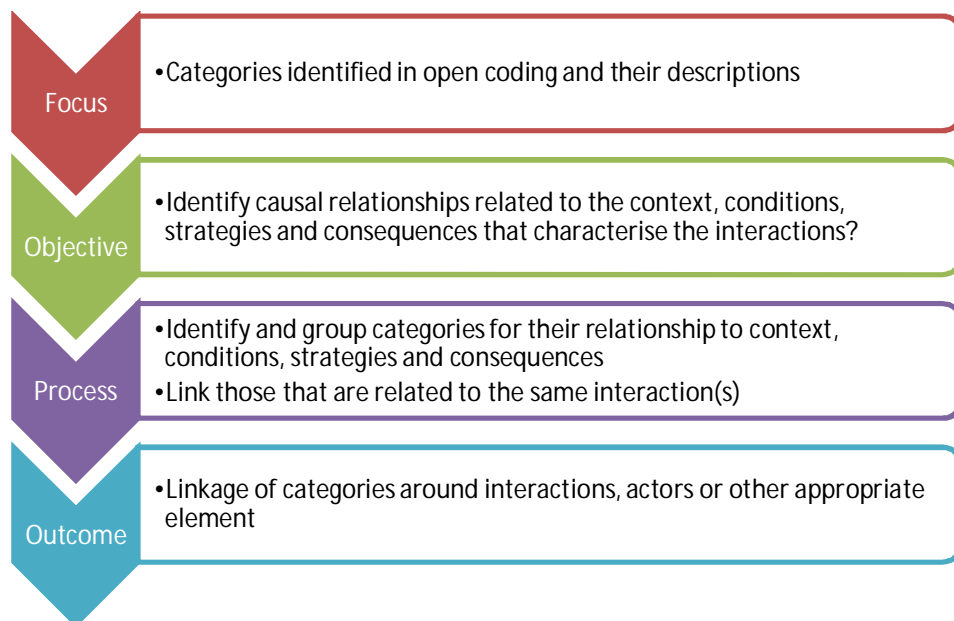 Focus
•Categories identified in open coding and their descriptions
Objective
•Identify causal relationships related to the context, conditions,
strategies and consequences that characterise the interactions?
Process
•Identify and group categories for their relationship to context,
conditions, strategies and consequences
•Link those that are related to the same interaction(s)
Outcome
•Linkage of categories around interactions, actors or other appropriate
element